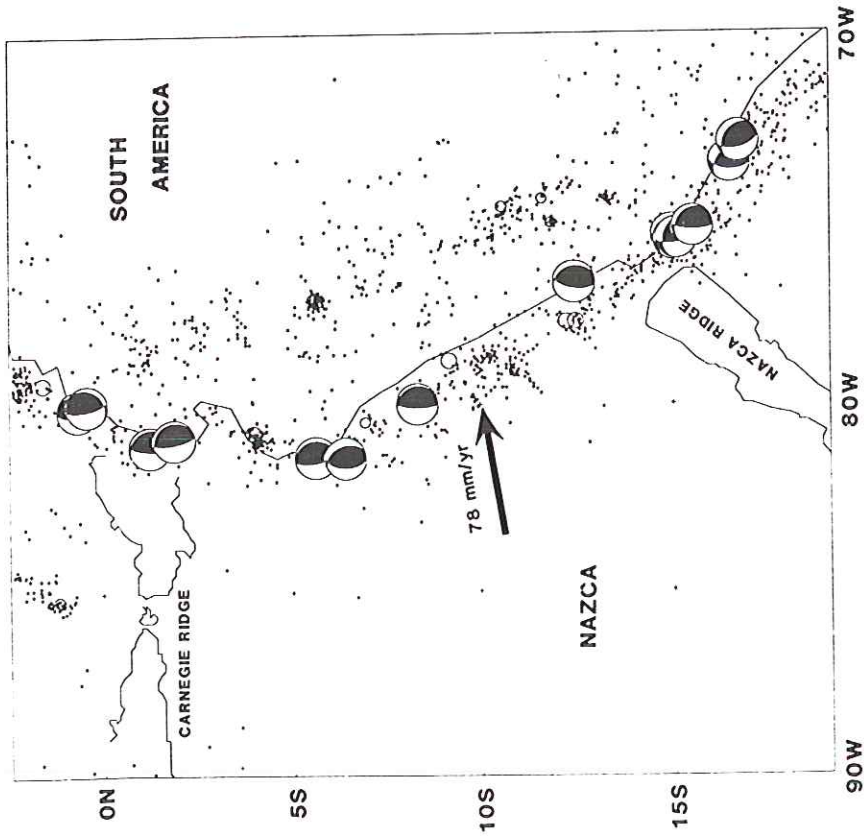 SOUTH
AMERICA
CARNEGIE RIDGE
78 mm/yr
NAZCA
NAZCA RIDGE
0N
5S
10S
15S
90W
80W
70W